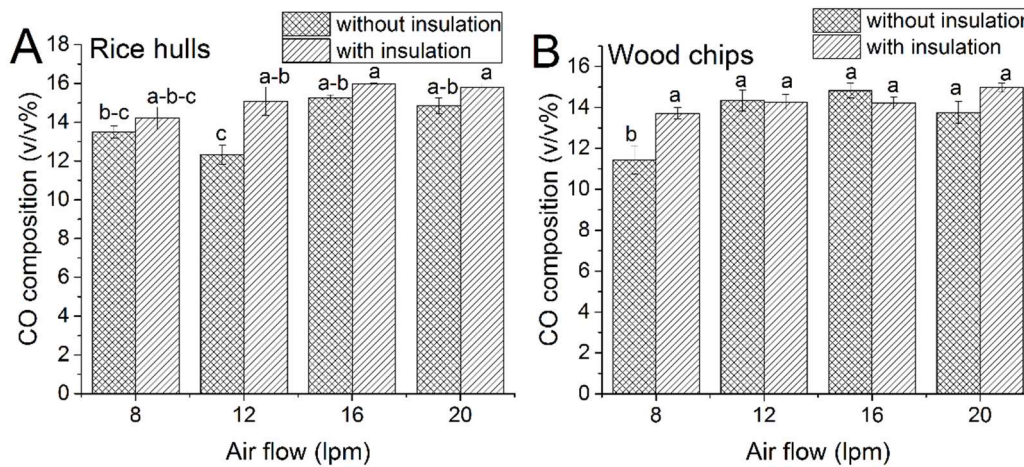 A Rice hulls
without insulation
with insulation
CO composition (v/v%)
18
16
14
12
10
8
6
4
2
0
b-c
a-b-c
c
a-b
a-b
a
a-b
a
8 12 16 20
Air flow (lpm)
B Wood chips
without insulation
with insulation
CO composition (v/v%)
16
14
12
10
8
6
4
2
0
b
a
a
a
a
a
a
a
8 12 16 20
Air flow (lpm)